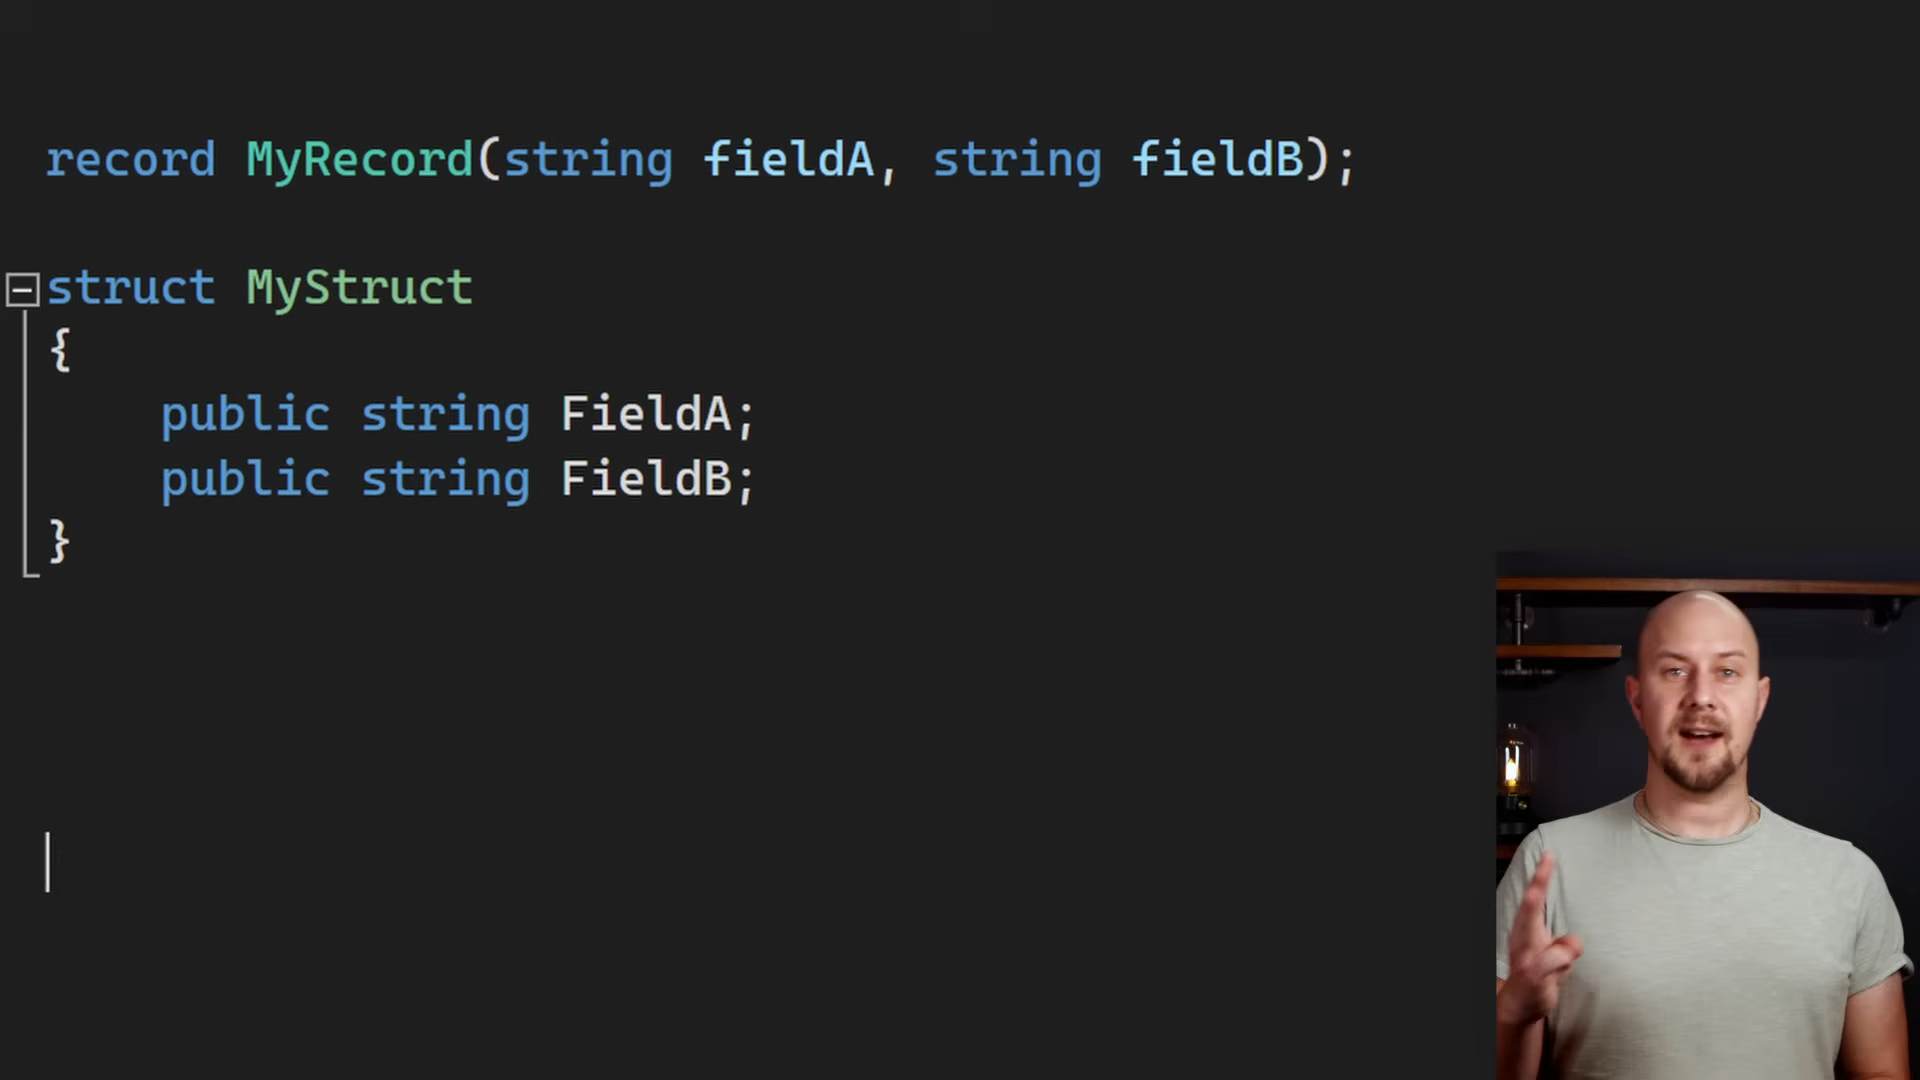 record MyRecord(string fieldA, string fieldB);
struct MyStruct
{
public string FieldA;
public string FieldB;
}